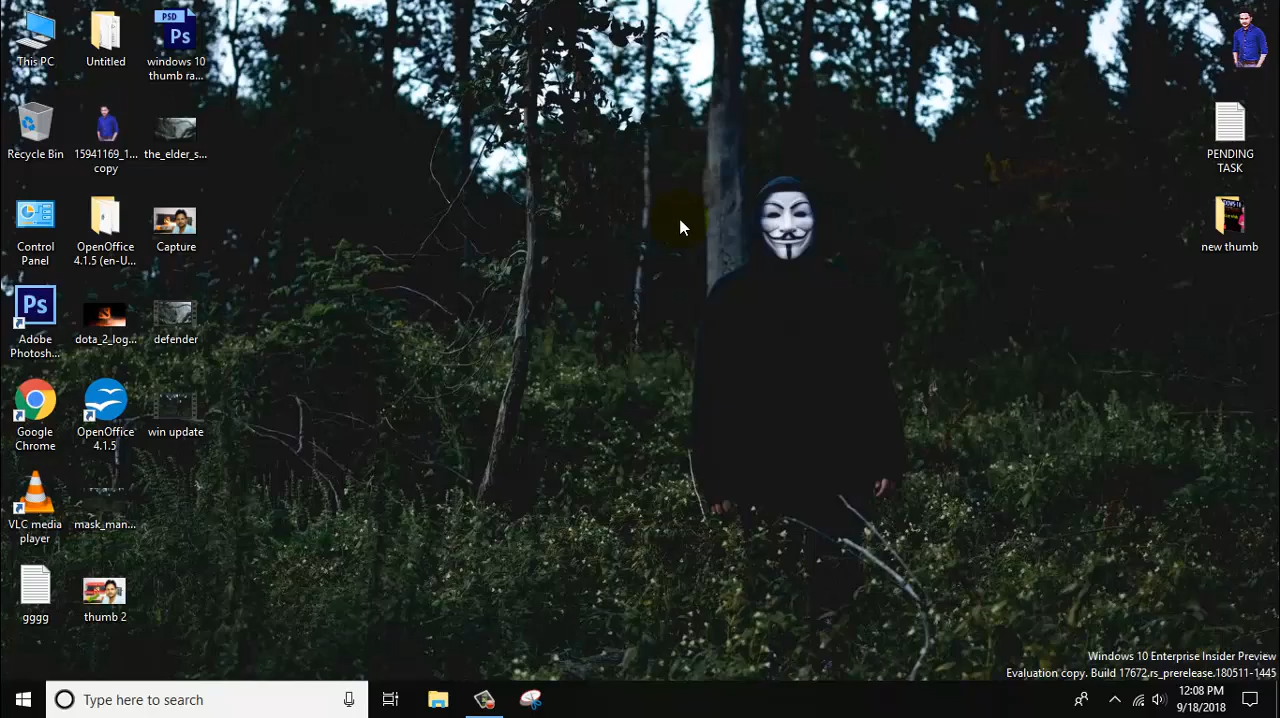 This PC
Untitled
PSD
Ps
windows 10
thumb ra...
Recycle Bin
15941169_1...
copy
the_elder_s...
Control
Panel
OpenOffice
4.1.5 (en-U...
Capture
Ps
Adobe
Photosh...
dota_2_log...
defender
Google
Chrome
OpenOffice
4.1.5
win update
VLC media
player
mask_man...
gggg
thumb 2
PENDING
TASK
new thumb
Windows 10 Enterprise Insider Preview
Evaluation copy. Build 17672.rs_prerelease.180511-1445
Type here to search
12:08 PM
9/18/2018